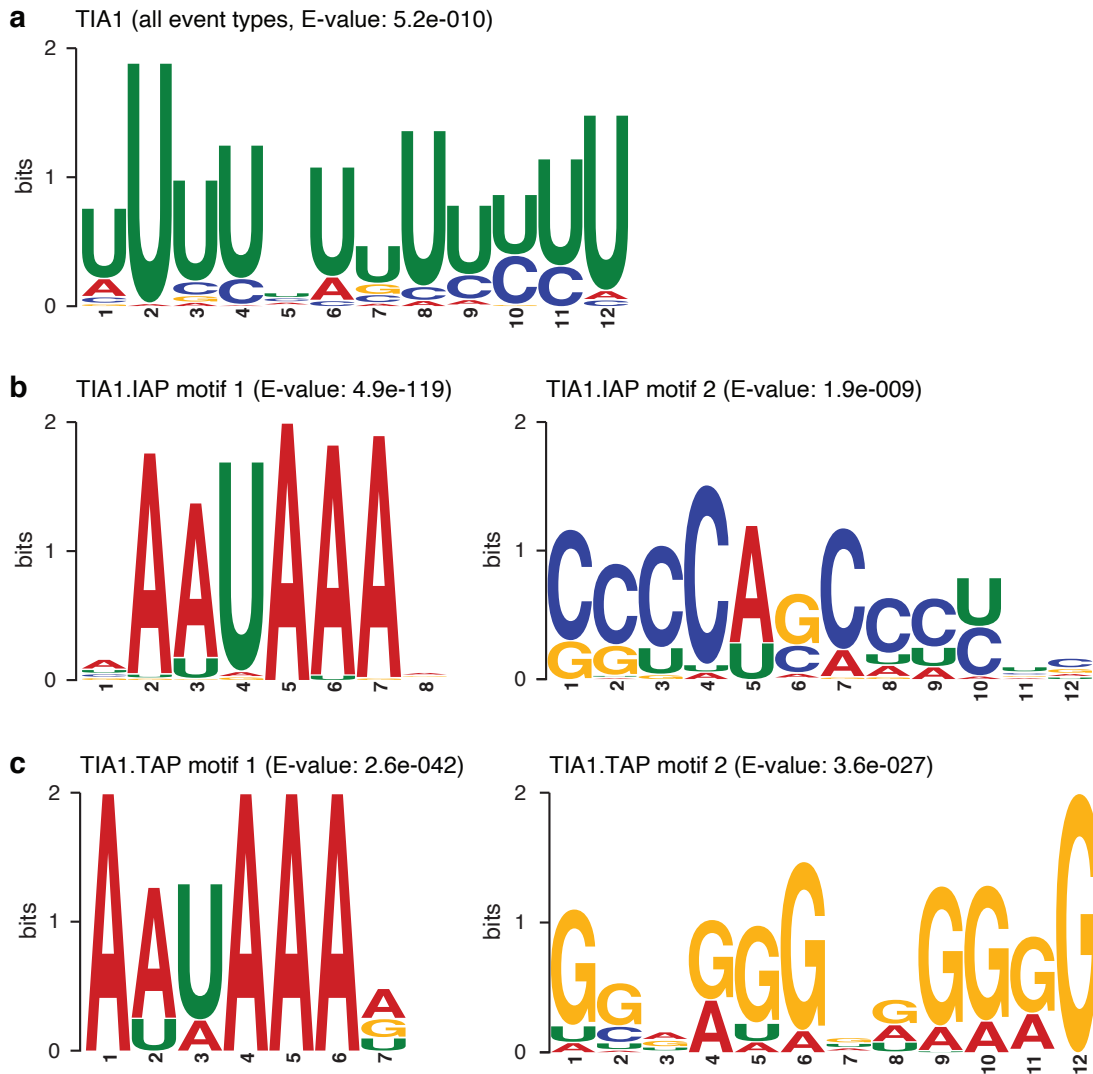 a TIA1 (all event types, E-value: 5.2e-010)
2
1
0
bits
U U U U U U U U U U U U
A C C A G C C C C A
C G C C A
1 2 3 4 5 6 7 8 9 10 11 12
b TIA1.IAP motif 1 (E-value: 4.9e-119)
2
1
0
bits
A A A U A A A
U
1 2 3 4 5 6 7 8
TIA1.IAP motif 2 (E-value: 1.9e-009)
2
1
0
bits
C C C C A G C C C U C
G G U U U C A U U C
A A A
1 2 3 4 5 6 7 8 9 10 11 12
c TIA1.TAP motif 1 (E-value: 2.6e-042)
2
1
0
bits
A A U A A A A
U A G
U
1 2 3 4 5 6 7
TIA1.TAP motif 2 (E-value: 3.6e-027)
2
1
0
bits
G G A G G G G G G G G
U C G A U A A A A A
A U A U
1 2 3 4 5 6 7 8 9 10 11 12